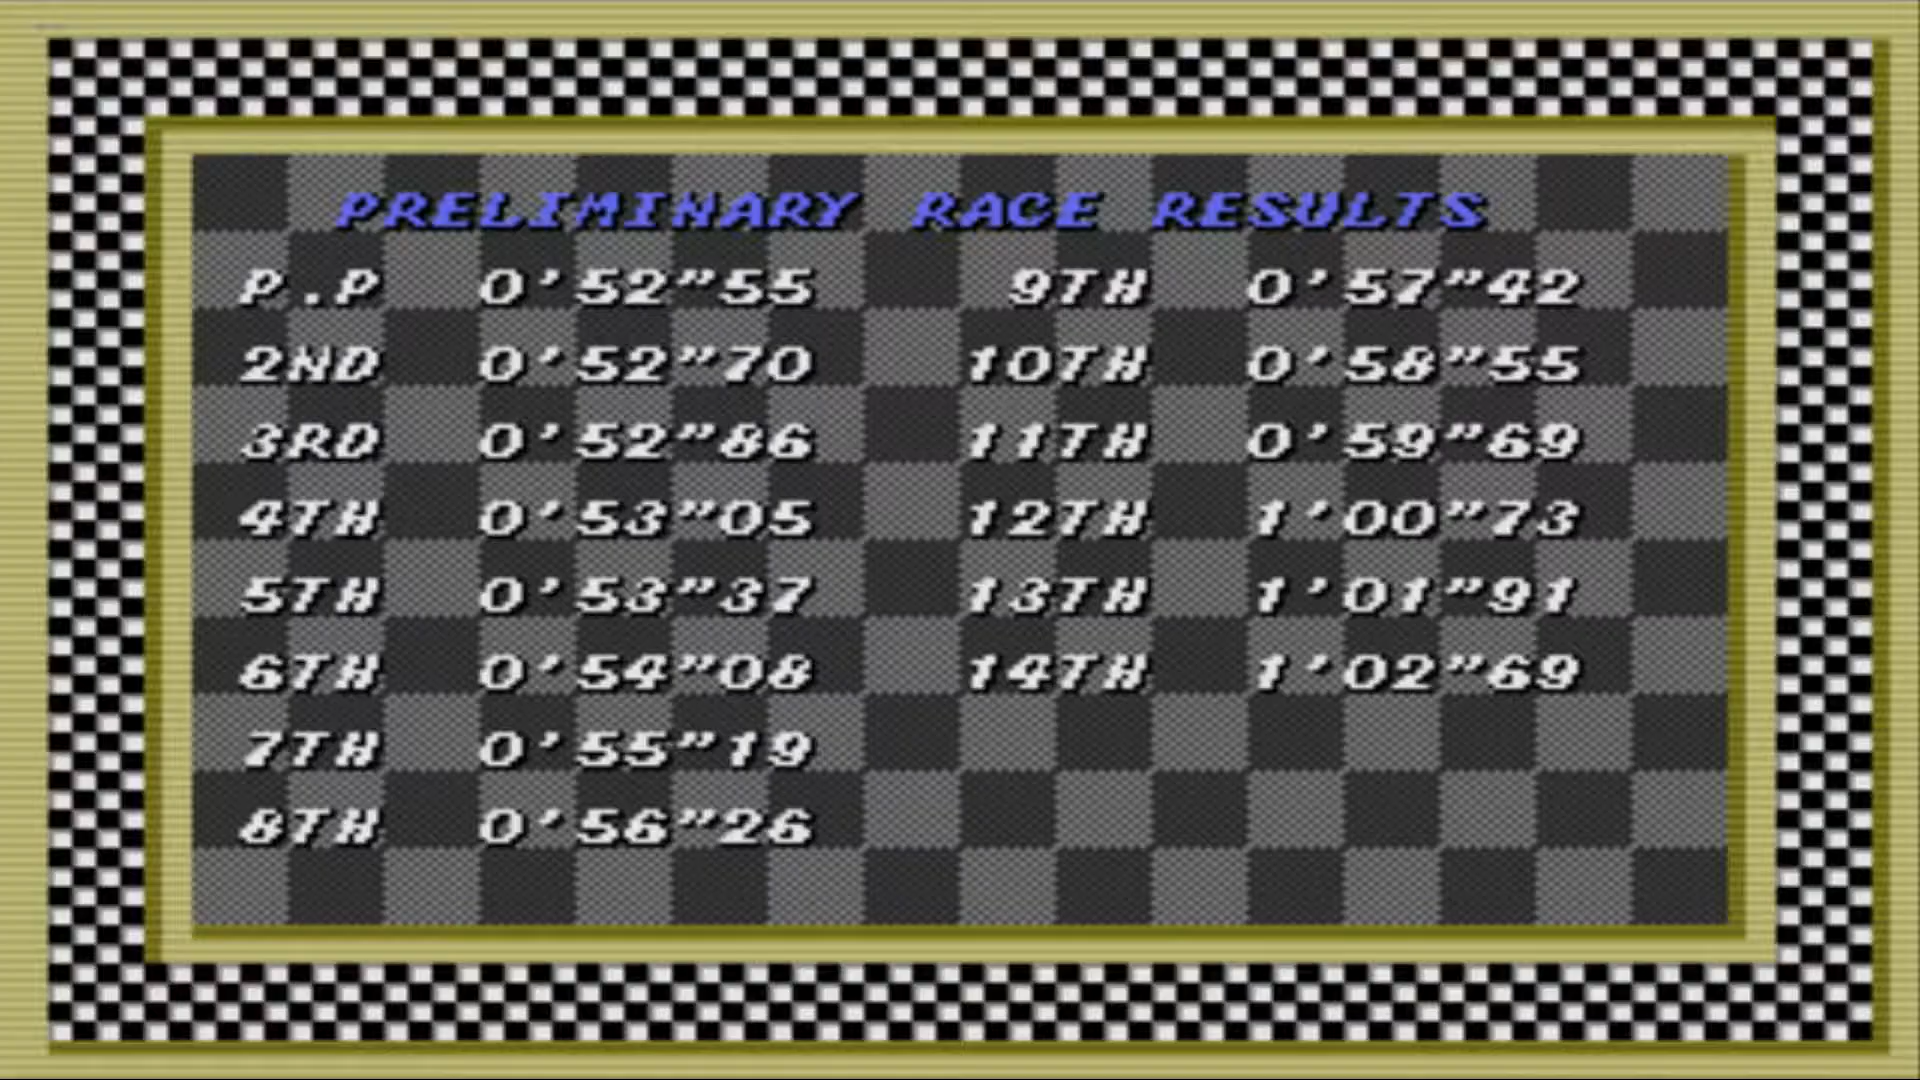 PRELIMINARY RACE RESULTS
P.P 0'52"55 9TH 0'57"42
2ND 0'52"70 10TH 0'58"55
3RD 0'52"86 11TH 0'59"69
4TH 0'53"05 12TH 1'00"73
5TH 0'53"37 13TH 1'01"91
6TH 0'54"08 14TH 1'02"69
7TH 0'55"19
8TH 0'56"26